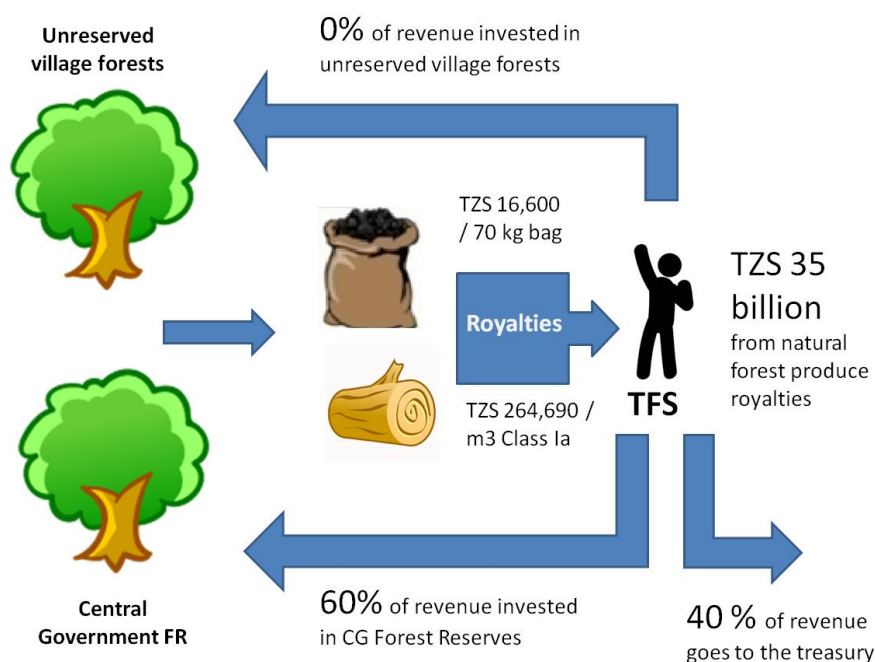 Unreserved
village forests
0% of revenue invested in
unreserved village forests
TZS 16,600
/ 70 kg bag
Royalties
TZS 264,690 /
m3 Class Ia
TFS
TZS 35
billion
from natural
forest produce
royalties
Central
Government FR
60% of revenue invested
in CG Forest Reserves
40 % of revenue
goes to the treasury